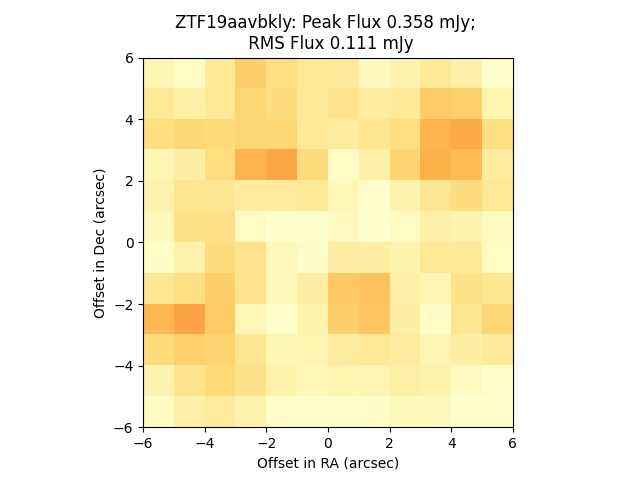 ZTF19aavbkly: Peak Flux 0.358 mJy;
RMS Flux 0.111 mJy
6
4
2
0
−2
−4
−6
Offset in Dec (arcsec)
−6 −4 −2 0 2 4 6
Offset in RA (arcsec)